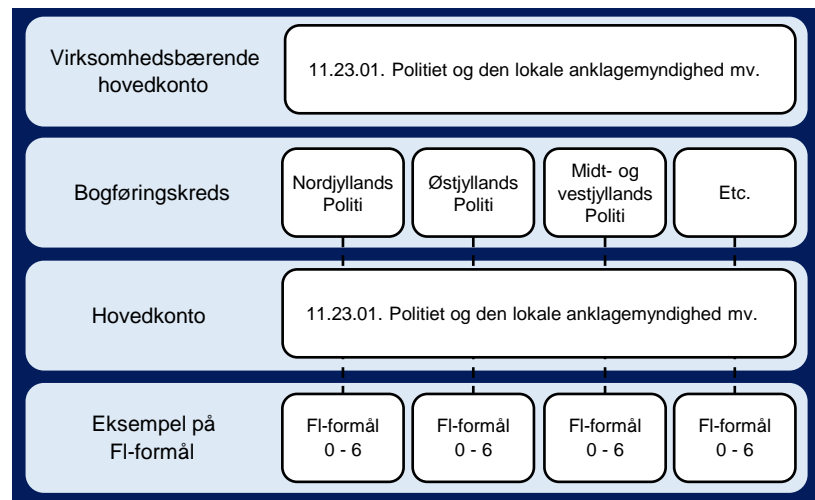 Virksomhedsbærende
hovedkonto
11.23.01. Politiet og den lokale anklagemyndighed mv.
Bogføringskreds
Nordjyllands
Politi
Østjyllands
Politi
Midt- og
vestjyllands
Politi
Etc.
Hovedkonto
11.23.01. Politiet og den lokale anklagemyndighed mv.
Eksempel på
Fl-formål
Fl-formål
0 - 6
Fl-formål
0 - 6
Fl-formål
0 - 6
Fl-formål
0 - 6